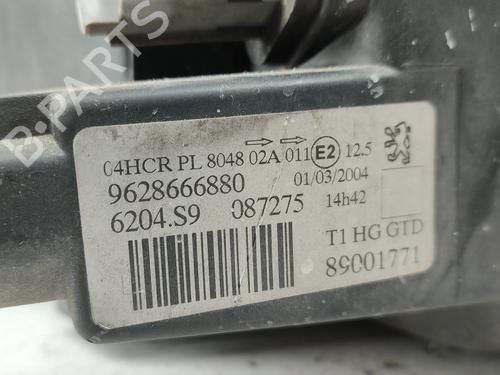 B-PARTS
04HCR PL 8048 02A 011 E2 12.5
9628666880 01/03/2004
6204.S9 087275 14h42
T1 HG GTD
89001771